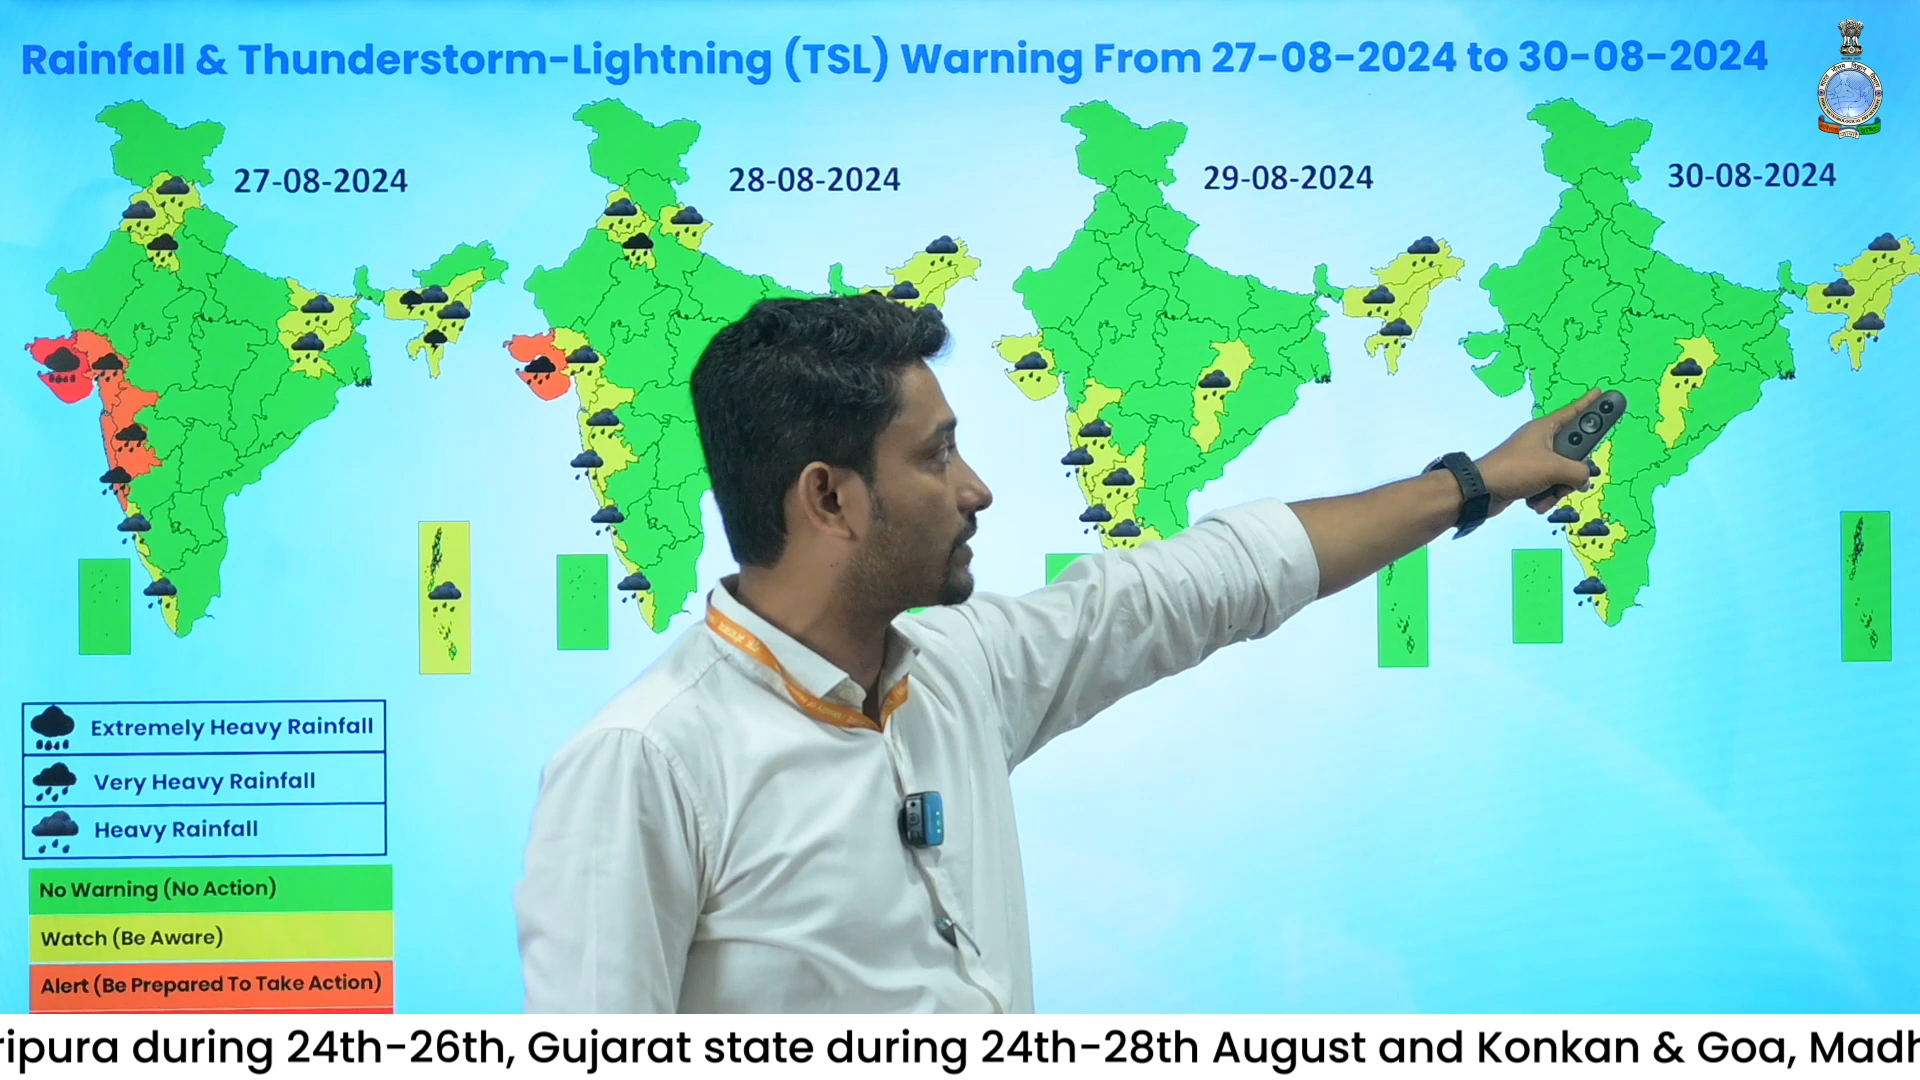 Rainfall & Thunderstorm-Lightning (TSL) Warning From 27-08-2024 to 30-08-2024
27-08-2024
28-08-2024
29-08-2024
30-08-2024
Extremely Heavy Rainfall
Very Heavy Rainfall
Heavy Rainfall
No Warning (No Action)
Watch (Be Aware)
Alert (Be Prepared To Take Action)
ripura during 24th-26th, Gujarat state during 24th-28th August and Konkan & Goa, Madh